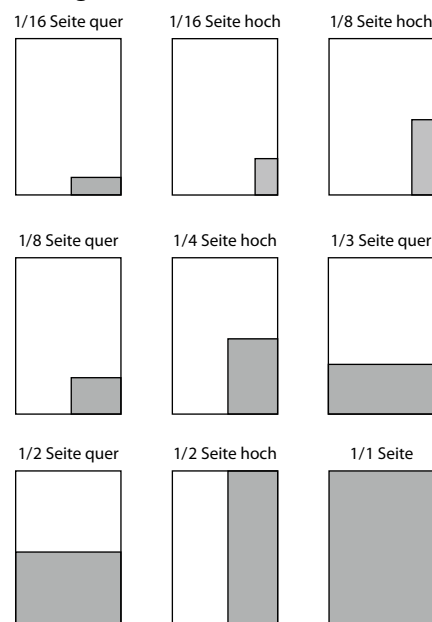 1/16 Seite quer
1/16 Seite hoch
1/8 Seite hoch
1/8 Seite quer
1/4 Seite hoch
1/3 Seite quer
1/2 Seite quer
1/2 Seite hoch
1/1 Seite